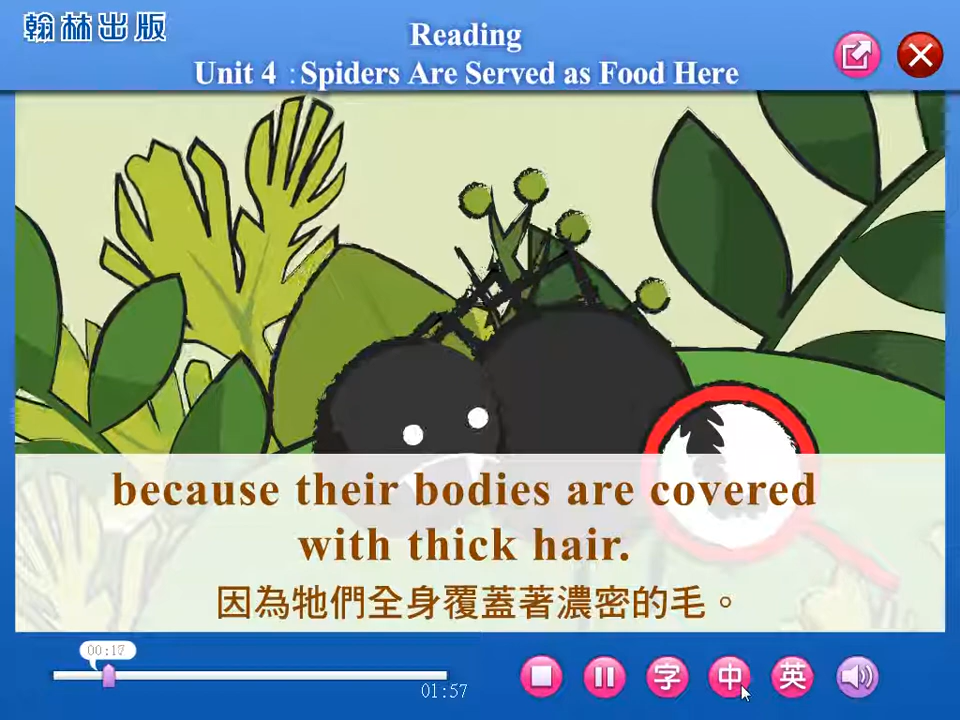 翰林出版
Reading
Unit 4 : Spiders Are Served as Food Here
because their bodies are covered
with thick hair.
因為牠們全身覆蓋著濃密的毛。
00:17
01:57
字
中
英